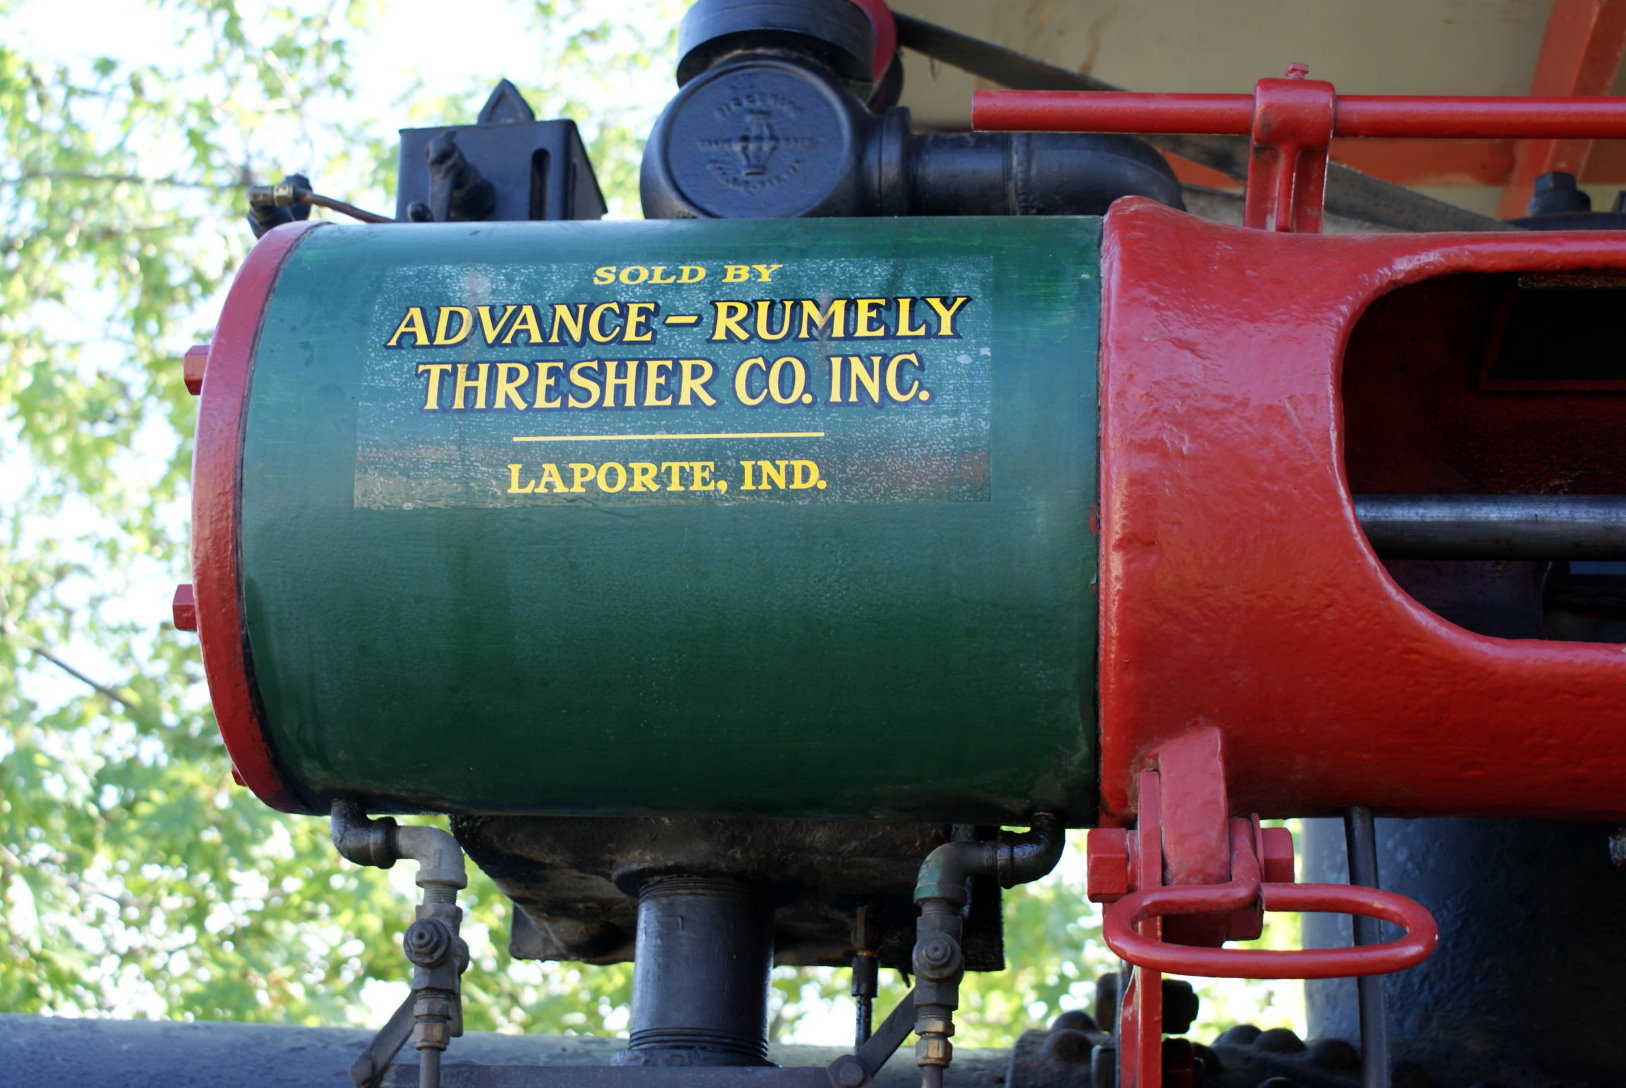 SOLD BY
ADVANCE-RUMELY
THRESHER CO. INC.
LAPORTE, IND.